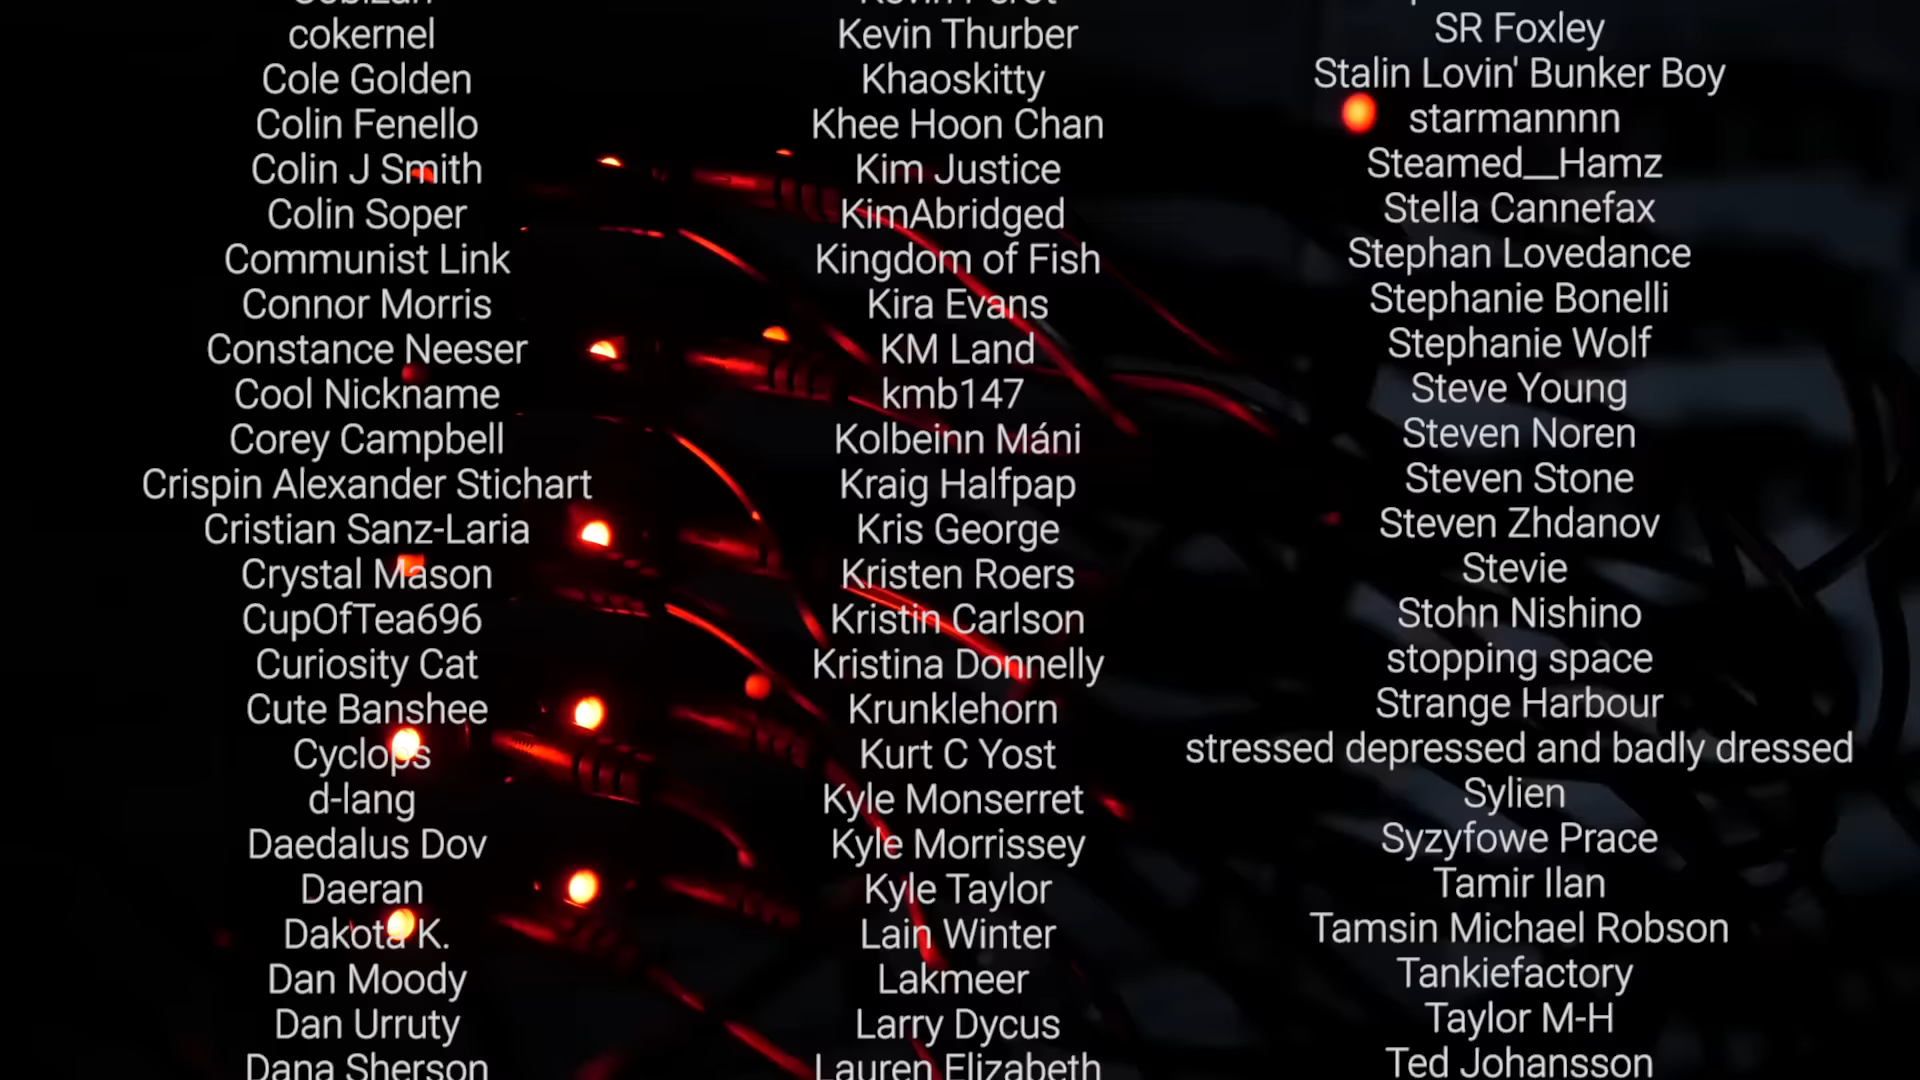 cokernel
Cole Golden
Colin Fenello
Colin J Smith
Colin Soper
Communist Link
Connor Morris
Constance Neeser
Cool Nickname
Corey Campbell
Crispin Alexander Stichart
Cristian Sanz-Laria
Crystal Mason
CupOfTea696
Curiosity Cat
Cute Banshee
Cyclops
d-lang
Daedalus Dov
Daeran
Dakota K.
Dan Moody
Dan Urruty
Dana Sherson
Kevin Thurber
Khaoskitty
Khee Hoon Chan
Kim Justice
KimAbridged
Kingdom of Fish
Kira Evans
KM Land
kmb147
Kolbeinn Máni
Kraig Halfpap
Kris George
Kristen Roers
Kristin Carlson
Kristina Donnelly
Krunklehorn
Kurt C Yost
Kyle Monserret
Kyle Morrissey
Kyle Taylor
Lain Winter
Lakmeer
Larry Dycus
Lauren Elizabeth
SR Foxley
Stalin Lovin' Bunker Boy
starmannnn
Steamed__Hamz
Stella Cannefax
Stephan Lovedance
Stephanie Bonelli
Stephanie Wolf
Steve Young
Steven Noren
Steven Stone
Steven Zhdanov
Stevie
Stohn Nishino
stopping space
Strange Harbour
stressed depressed and badly dressed
Sylien
Syzyfowe Prace
Tamir Ilan
Tamsin Michael Robson
Tankiefactory
Taylor M-H
Ted Johansson